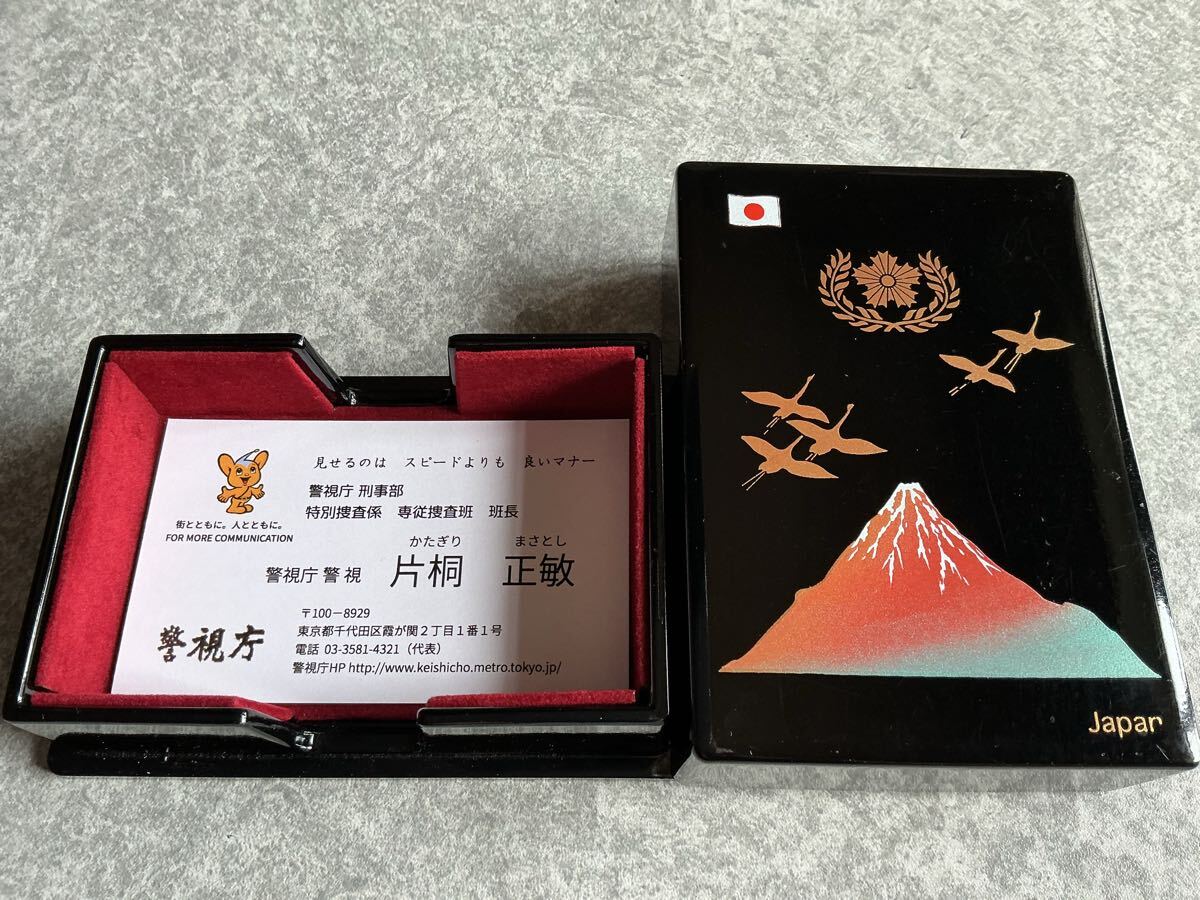 見せるのは　スピードよりも　良いマナー
警視庁 刑事部
特別捜査係　専従捜査班　班長
街とともに。人とともに。
FOR MORE COMMUNICATION
かたぎり　まさとし
警視庁 警 視　片桐　正敏
〒100－8929
東京都千代田区霞が関２丁目１番１号
電話 03-3581-4321（代表）
警視庁HP http://www.keishicho.metro.tokyo.jp/
警視庁
Japan